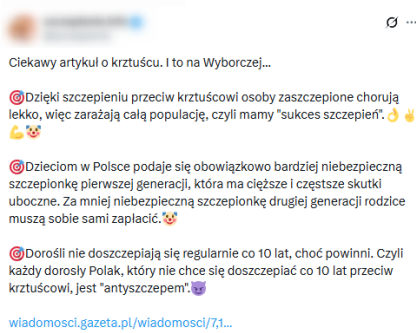 Ciekawy artykuł o krztuścu. I to na Wyborczej...
🎯Dzięki szczepieniu przeciw krztuścowi osoby zaszczepione chorują
lekko, więc zarażają całą populację, czyli mamy "sukces szczepień".👌✌
💪🤡
🎯Dzieciom w Polsce podaje się obowiązkowo bardziej niebezpieczną
szczepionkę pierwszej generacji, która ma cięższe i częstsze skutki
uboczne. Za mniej niebezpieczną szczepionkę drugiej generacji rodzice
muszą sobie sami zapłacić.🤡
🎯Dorośli nie doszczepiają się regularnie co 10 lat, choć powinni. Czyli
każdy dorosły Polak, który nie chce się doszczepiać co 10 lat przeciw
krztuścowi, jest "antyszczepem".😈
wiadomosci.gazeta.pl/wiadomosci/7,1...